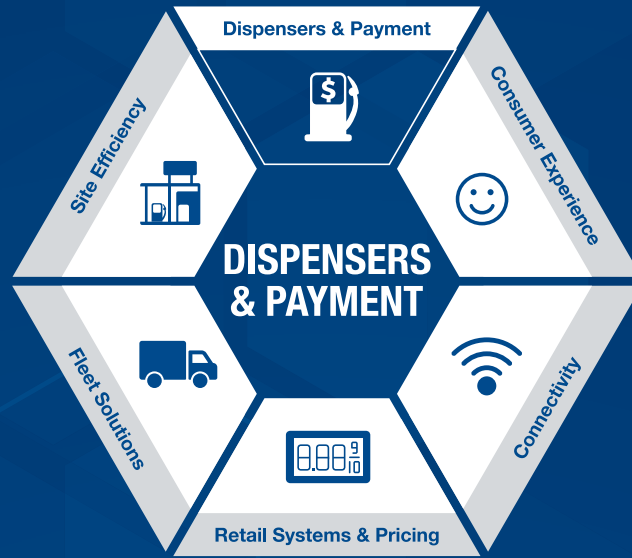 Dispensers & Payment
$
Site Efficiency
Consumer Experience
DISPENSERS
& PAYMENT
Fleet Solutions
Connectivity
8.88 9/10
Retail Systems & Pricing